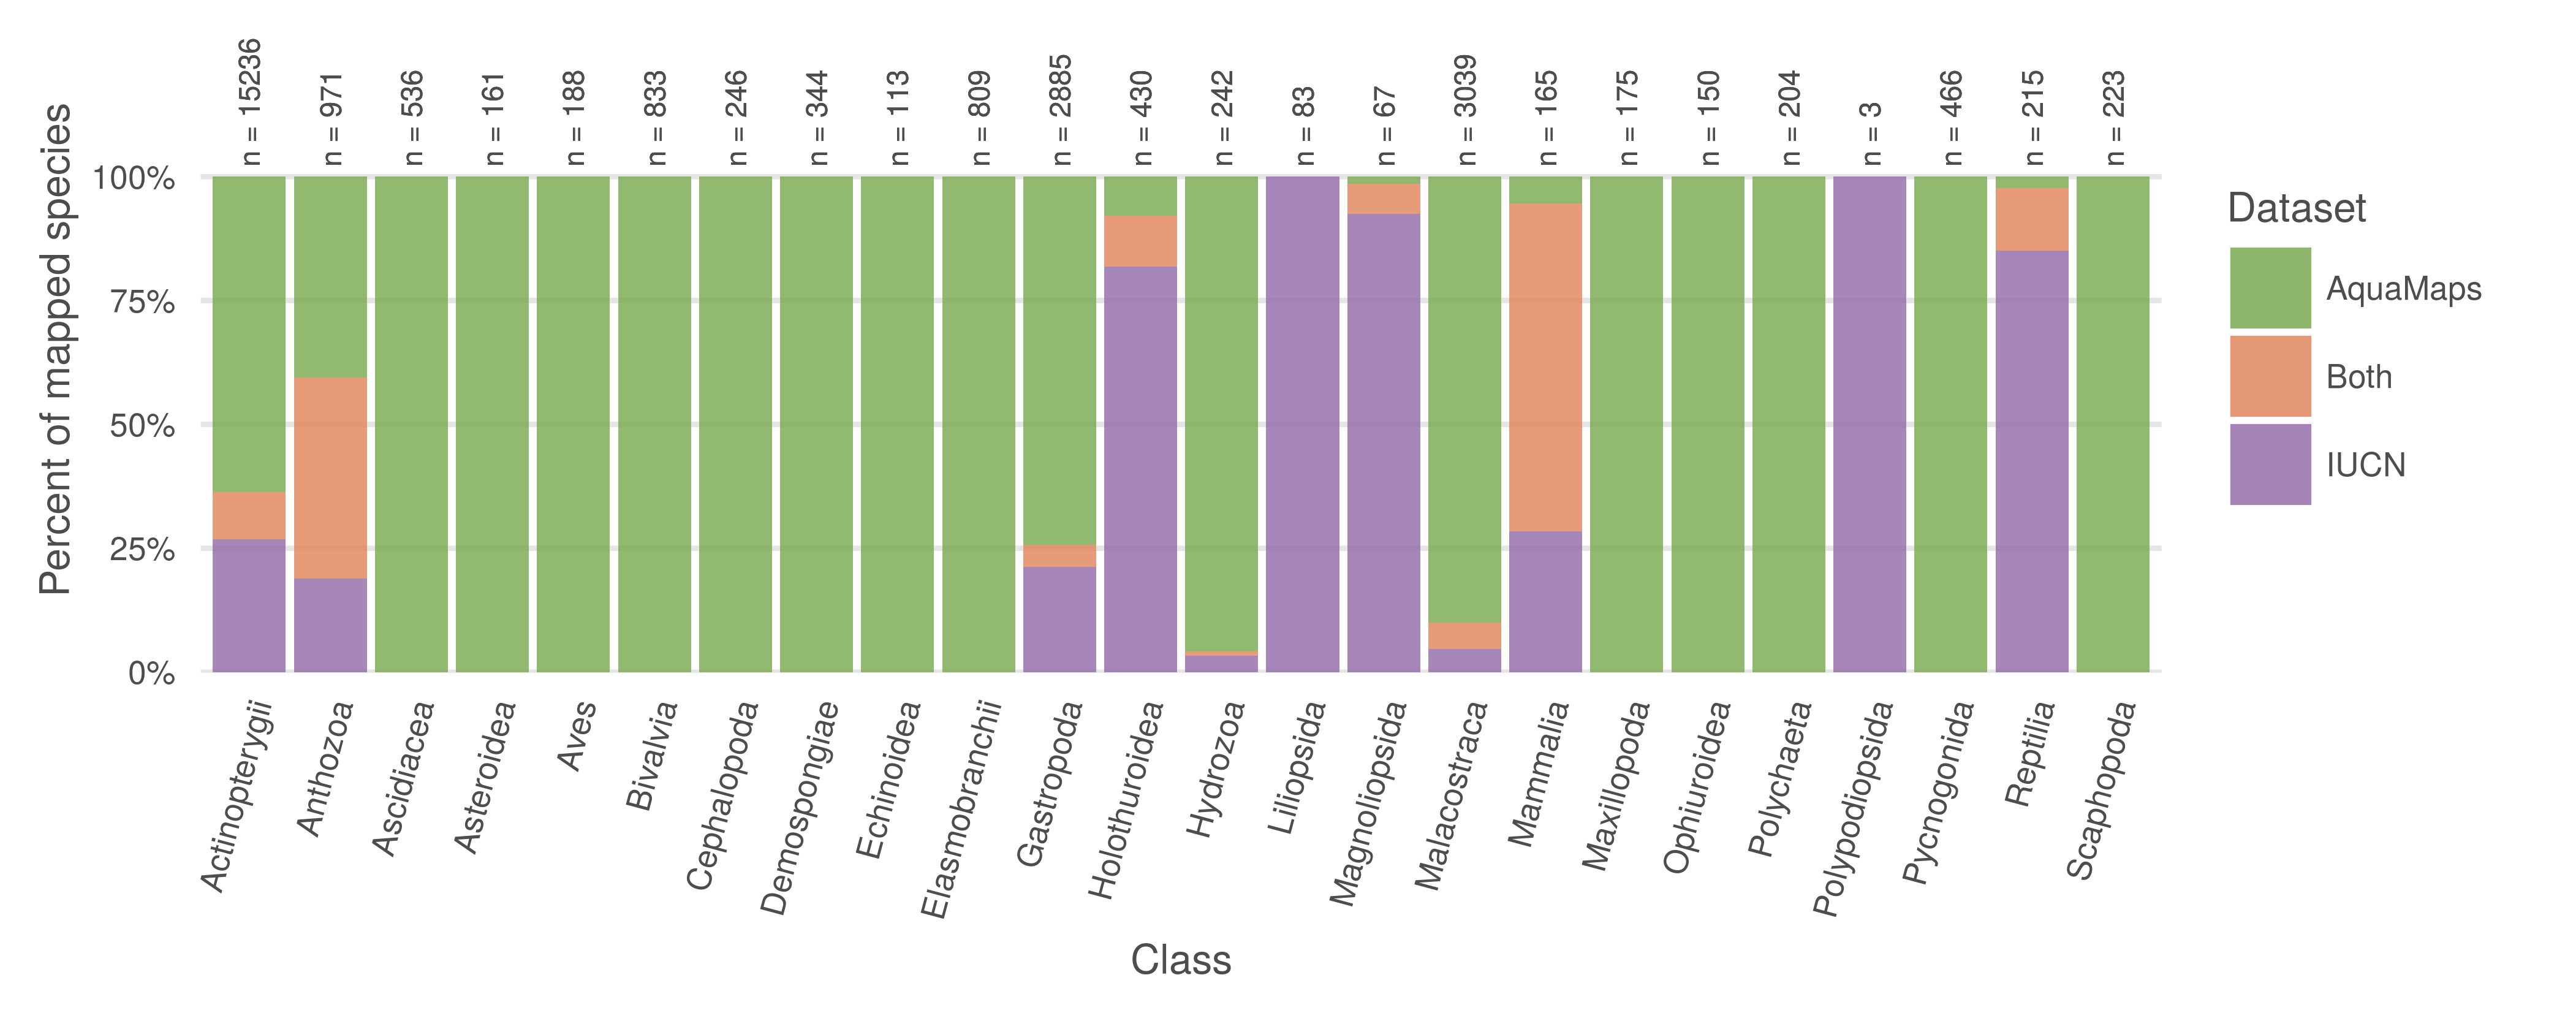 n = 15236
n = 971
n = 536
n = 161
n = 188
n = 833
n = 246
n = 344
n = 113
n = 809
n = 2885
n = 430
n = 242
n = 83
n = 67
n = 3039
n = 165
n = 175
n = 150
n = 204
n = 3
n = 466
n = 215
n = 223
Percent of mapped species
100%
75%
50%
25%
0%
Actinopterygii
Anthozoa
Ascidiacea
Asteroidea
Aves
Bivalvia
Cephalopoda
Demospongiae
Echinoidea
Elasmobranchii
Gastropoda
Holothuroidea
Hydrozoa
Liliopsida
Magnoliopsida
Malacostraca
Mammalia
Maxillopoda
Ophiuroidea
Polychaeta
Polypodiopsida
Pycnogonida
Reptilia
Scaphopoda
Class
Dataset
AquaMaps
Both
IUCN